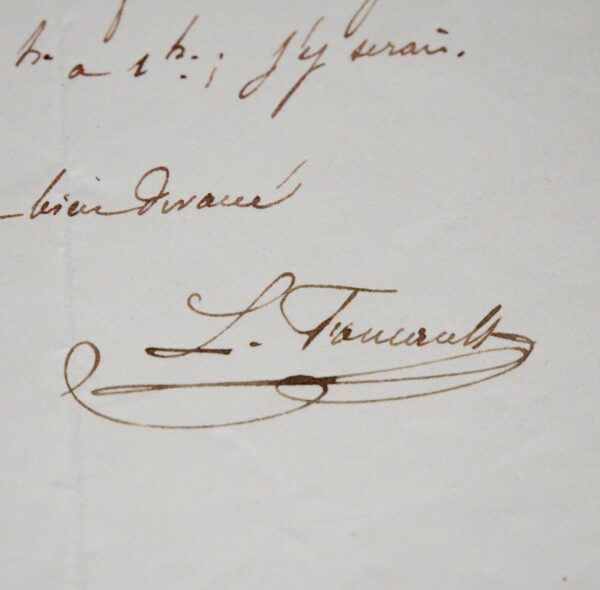 h. a 1h.; j'y serai.
bien dévoué
L. Foucault